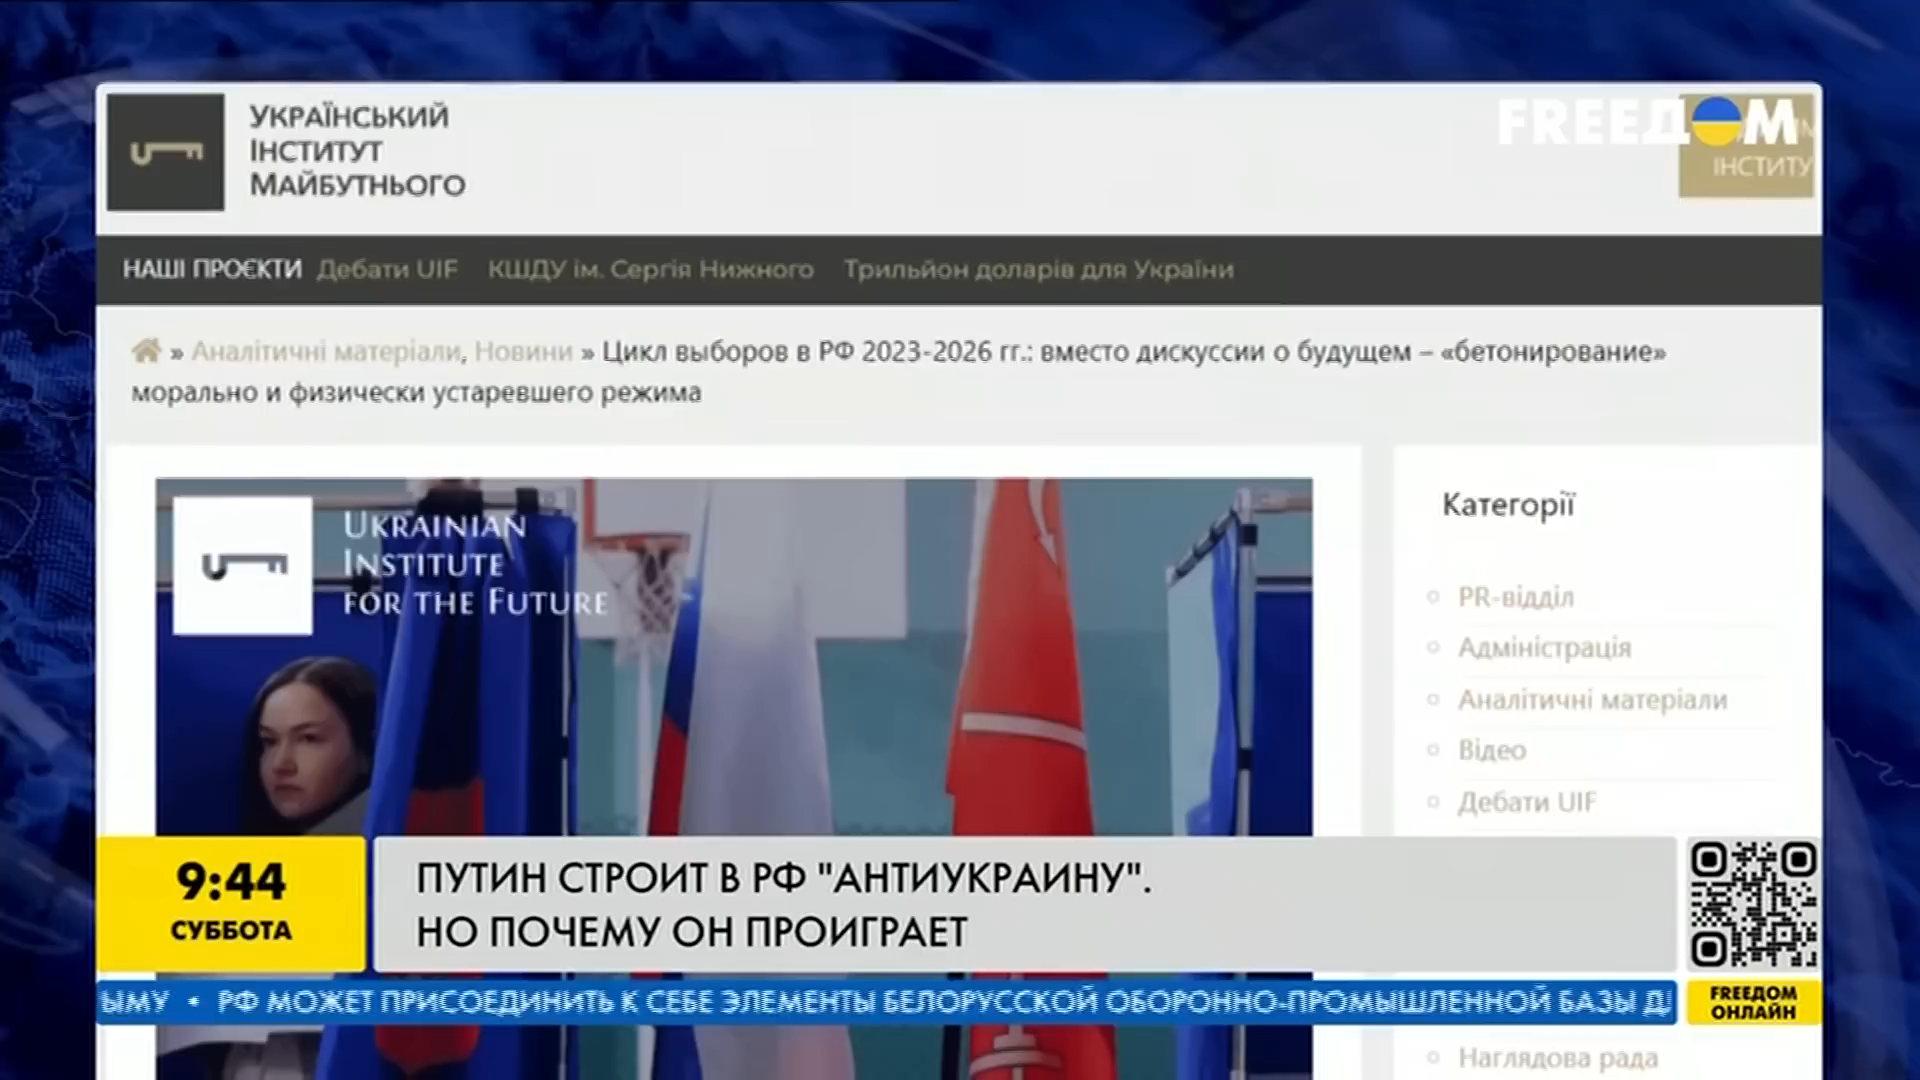 УКРАЇНСЬКИЙ
ІНСТИТУТ
МАЙБУТНЬОГО
FREEДOM
ІНСТИТУ
НАШІ ПРОЄКТИ Дебати UIF КШДУ ім. Сергія Нижного Трильйон доларів для України
» Аналітичні матеріали, Новини » Цикл выборов в РФ 2023-2026 гг.: вместо дискуссии о будущем – «бетонирование»
морально и физически устаревшего режима
UKRAINIAN
INSTITUTE
FOR THE FUTURE
Категорії
PR-відділ
Адміністрація
Аналітичні матеріали
Відео
Дебати UIF
9:44
СУББОТА
ПУТИН СТРОИТ В РФ "АНТИУКРАИНУ".
НО ПОЧЕМУ ОН ПРОИГРАЕТ
ЫМУ • РФ МОЖЕТ ПРИСОЕДИНИТЬ К СЕБЕ ЭЛЕМЕНТЫ БЕЛОРУССКОЙ ОБОРОННО-ПРОМЫШЛЕННОЙ БАЗЫ
FREEДОМ
ОНЛАЙН
Наглядова рада